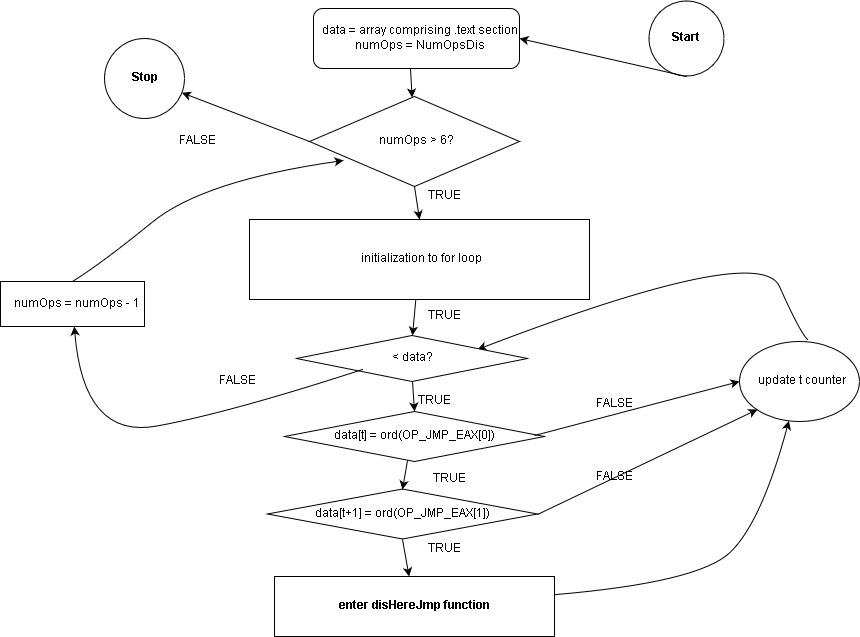 data = array comprising .text section
numOps = NumOpsDis
Start
Stop
numOps > 6?
FALSE
TRUE
initialization to for loop
numOps = numOps - 1
TRUE
< data?
FALSE
update t counter
TRUE
FALSE
data[t] = ord(OP_JMP_EAX[0])
TRUE
FALSE
data[t+1] = ord(OP_JMP_EAX[1])
TRUE
enter disHereJmp function